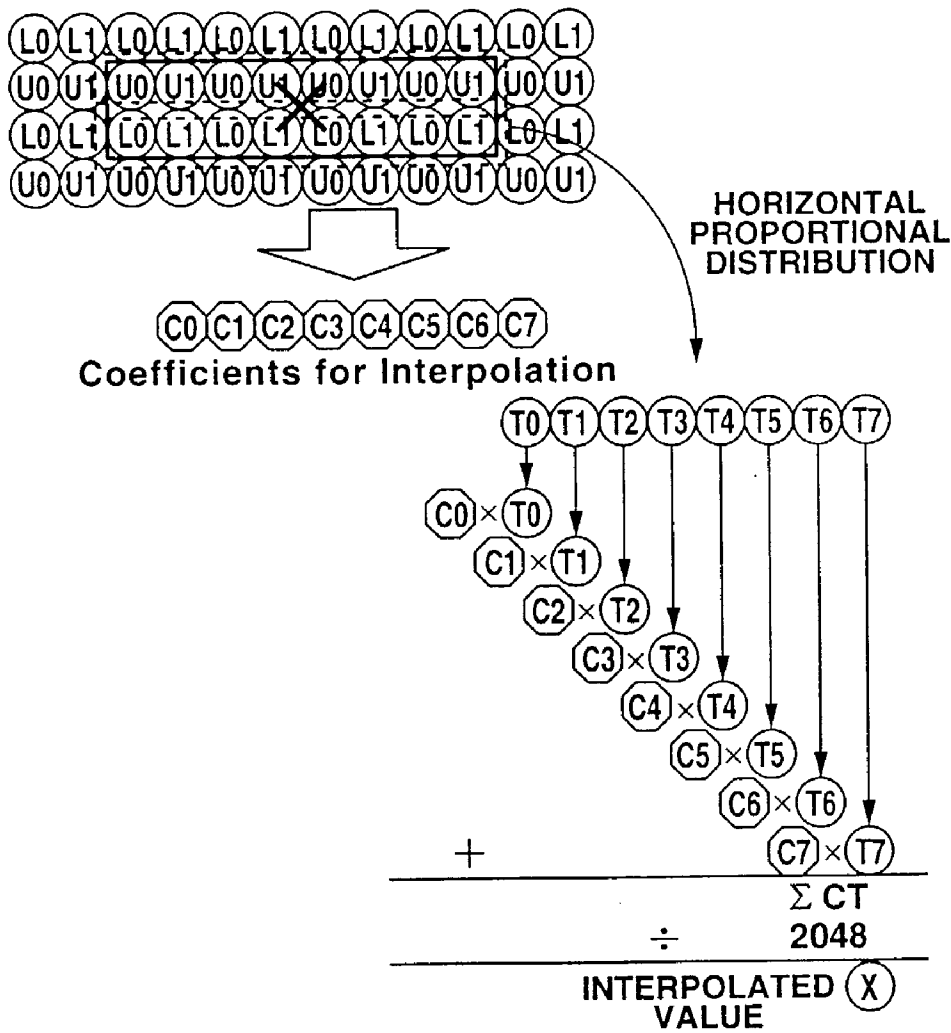 L0 L1 L0 L1 L0 L1 L0 L1 L0 L1 L0 L1
U0 U1 U0 U1 U0 U1 U0 U1 U0 U1 U0 U1
L0 L1 L0 L1 L0 L1 L0 L1 L0 L1 L0 L1
U0 U1 U0 U1 U0 U1 U0 U1 U0 U1 U0 U1
HORIZONTAL
PROPORTIONAL
DISTRIBUTION
C0 C1 C2 C3 C4 C5 C6 C7
Coefficients for Interpolation
T0 T1 T2 T3 T4 T5 T6 T7
C0 × T0
C1 × T1
C2 × T2
C3 × T3
C4 × T4
C5 × T5
C6 × T6
+ C7 × T7
Σ CT
÷ 2048
INTERPOLATED X
VALUE